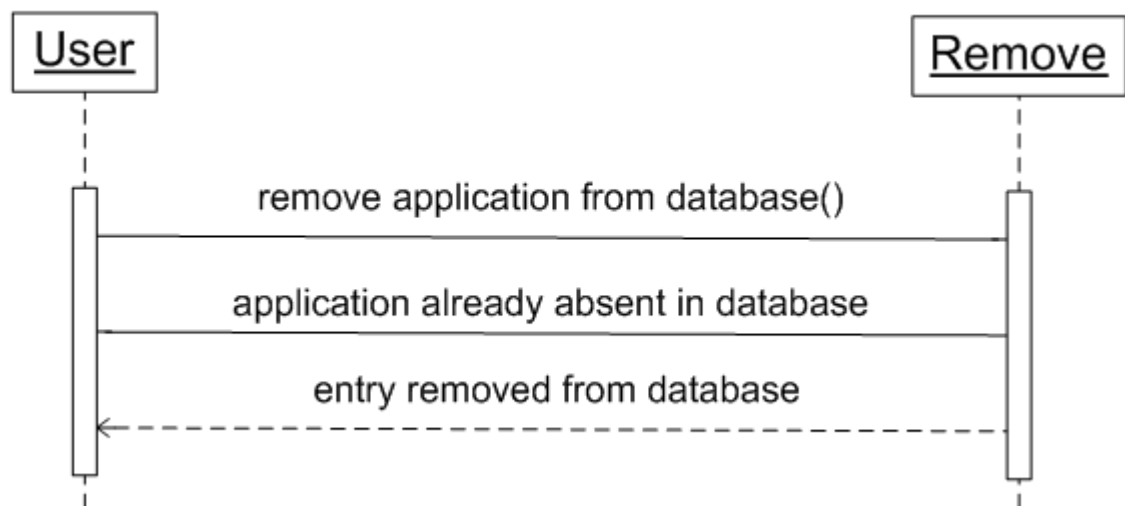 User
Remove
remove application from database()
application already absent in database
entry removed from database